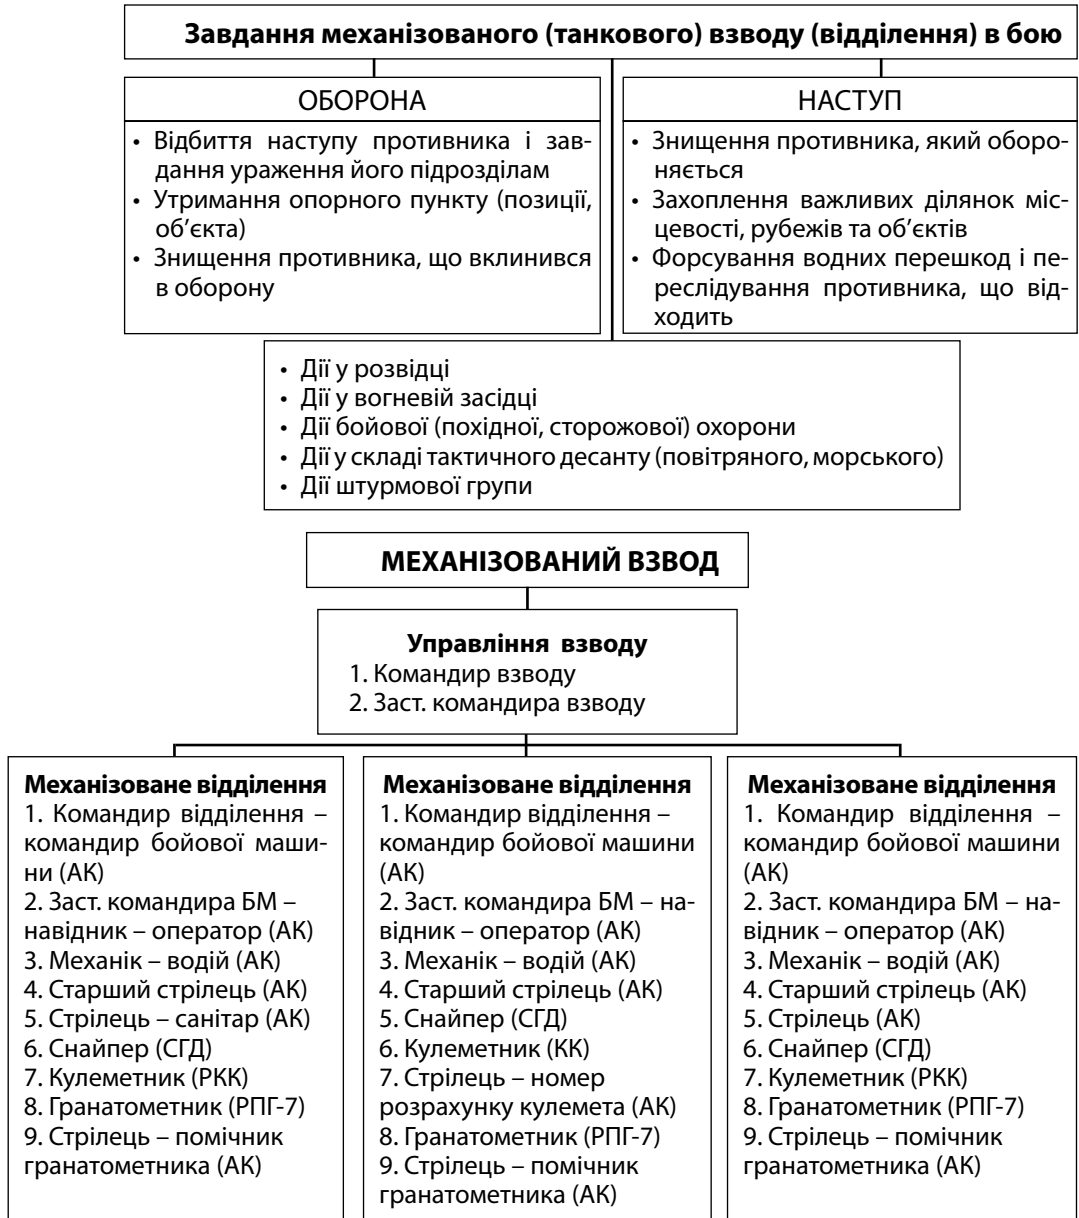 Завдання механізованого (танкового) взводу (відділення) в бою
ОБОРОНА
• Відбиття наступу противника і зав-
дання ураження його підрозділам
• Утримання опорного пункту (позиції,
об’єкта)
• Знищення противника, що вклинився
в оборону
НАСТУП
• Знищення противника, який оборо-
няється
• Захоплення важливих ділянок міс-
цевості, рубежів та об’єктів
• Форсування водних перешкод і пе-
реслідування противника, що від-
ходить
• Дії у розвідці
• Дії у вогневій засідці
• Дії бойової (похідної, сторожової) охорони
• Дії у складі тактичного десанту (повітряного, морського)
• Дії штурмової групи
МЕХАНІЗОВАНИЙ ВЗВОД
Управління взводу
1. Командир взводу
2. Заст. командира взводу
Механізоване відділення
1. Командир відділення –
командир бойової маши-
ни (АК)
2. Заст. командира БМ –
навідник – оператор (АК)
3. Механік – водій (АК)
4. Старший стрілець (АК)
5. Стрілець – санітар (АК)
6. Снайпер (СГД)
7. Кулеметник (РКК)
8. Гранатометник (РПГ-7)
9. Стрілець – помічник
гранатометника (АК)
Механізоване відділення
1. Командир відділення –
командир бойової машини
(АК)
2. Заст. командира БМ – на-
відник – оператор (АК)
3. Механік – водій (АК)
4. Старший стрілець (АК)
5. Снайпер (СГД)
6. Кулеметник (КК)
7. Стрілець – номер
розрахунку кулемета (АК)
8. Гранатометник (РПГ-7)
9. Стрілець – помічник
гранатометника (АК)
Механізоване відділення
1. Командир відділення –
командир бойової машини
(АК)
2. Заст. командира БМ – на-
відник – оператор (АК)
3. Механік – водій (АК)
4. Старший стрілець (АК)
5. Стрілець (АК)
6. Снайпер (СГД)
7. Кулеметник (РКК)
8. Гранатометник (РПГ-7)
9. Стрілець – помічник
гранатометника (АК)